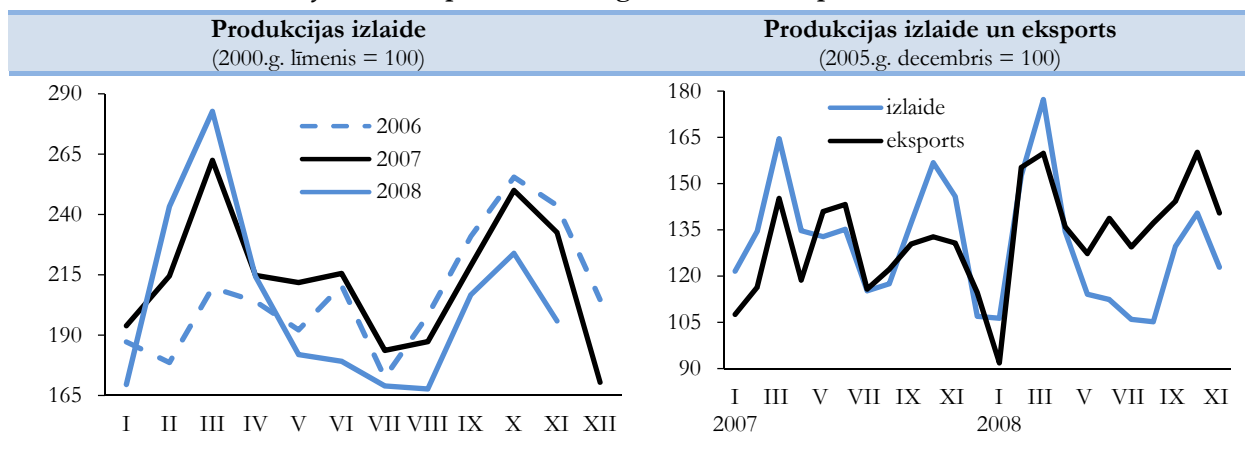 Produkcijas izlaide
(2000.g. līmenis = 100)
290
265
240
215
190
165
2006
2007
2008
I II III IV V VI VII VIII IX X XI XII
Produkcijas izlaide un eksports
(2005.g. decembris = 100)
180
165
150
135
120
105
90
izlaide
eksports
I III V VII IX XI I III V VII IX XI
2007 2008